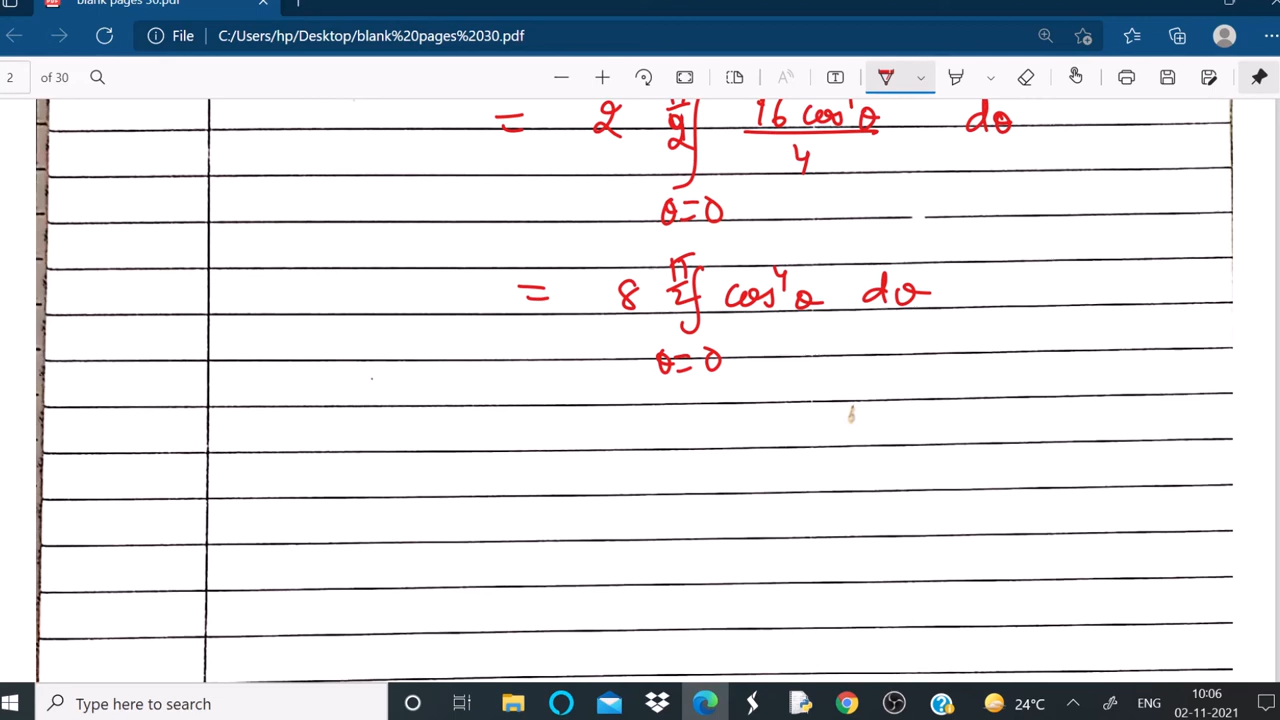 blank pages 30.pdf
File C:/Users/hp/Desktop/blank%20pages%2030.pdf
2 of 30
= 2 ∫ 16 cos⁴θ / 4 dθ
π/2
θ=0
= 8 ∫ cos⁴θ dθ
π/2
θ=0
Type here to search
24°C ENG 10:06
02-11-2021